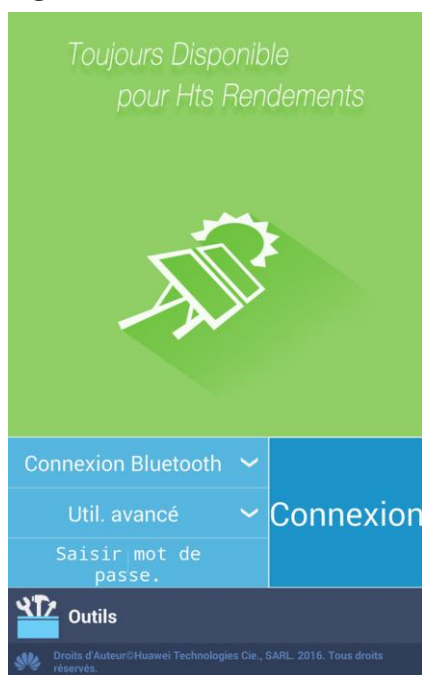 Toujours Disponible
pour Hts Rendements
Connexion Bluetooth
Util. avancé
Saisir mot de
passe.
Connexion
Outils
Droits d'Auteur©Huawei Technologies Cie., SARL. 2016. Tous droits
réservés.